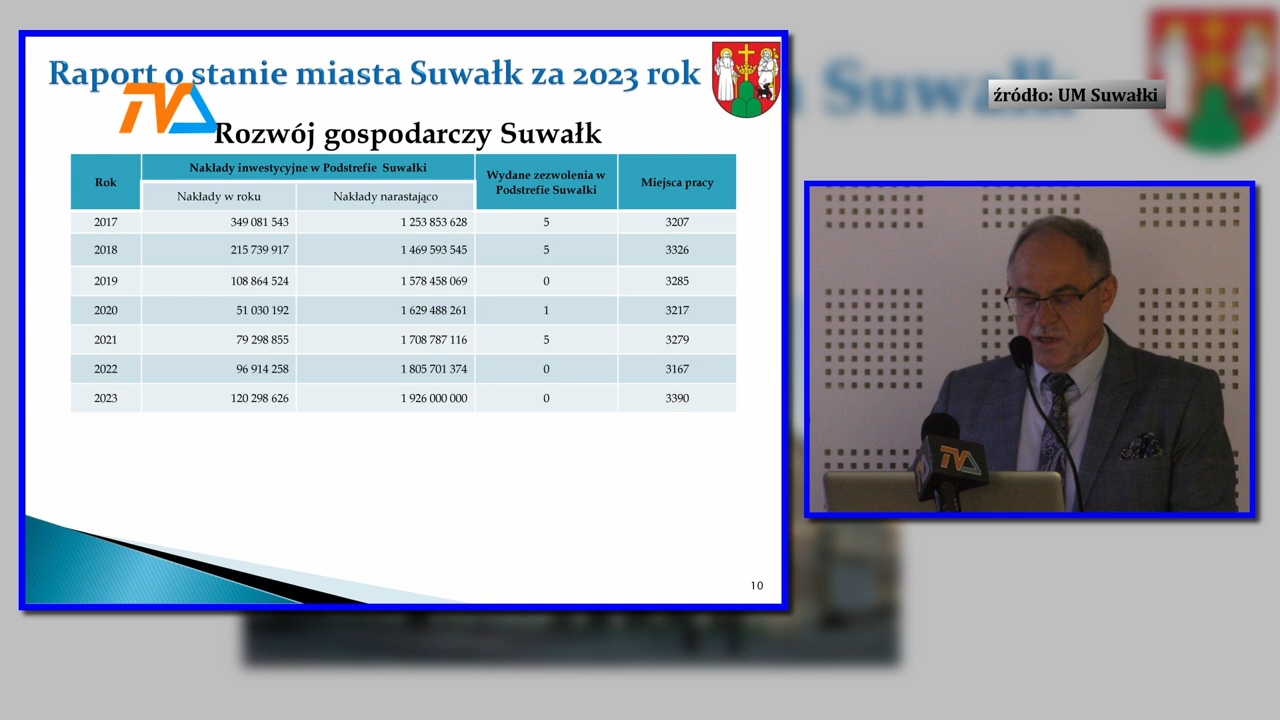 Raport o stanie miasta Suwałk za 2023 rok
TVA
Rozwój gospodarczy Suwałk
Rok
Nakłady inwestycyjne w Podstrefie Suwałki
Wydane zezwolenia w
Podstrefie Suwałki
Miejsca pracy
Nakłady w roku
Nakłady narastająco
2017 349 081 543 1 253 853 628 5 3207
2018 215 739 917 1 469 593 545 5 3326
2019 108 864 524 1 578 458 069 0 3285
2020 51 030 192 1 629 488 261 1 3217
2021 79 298 855 1 708 787 116 5 3279
2022 96 914 258 1 805 701 374 0 3167
2023 120 298 626 1 926 000 000 0 3390
10
Suwałk
źródło: UM Suwałki
TVA